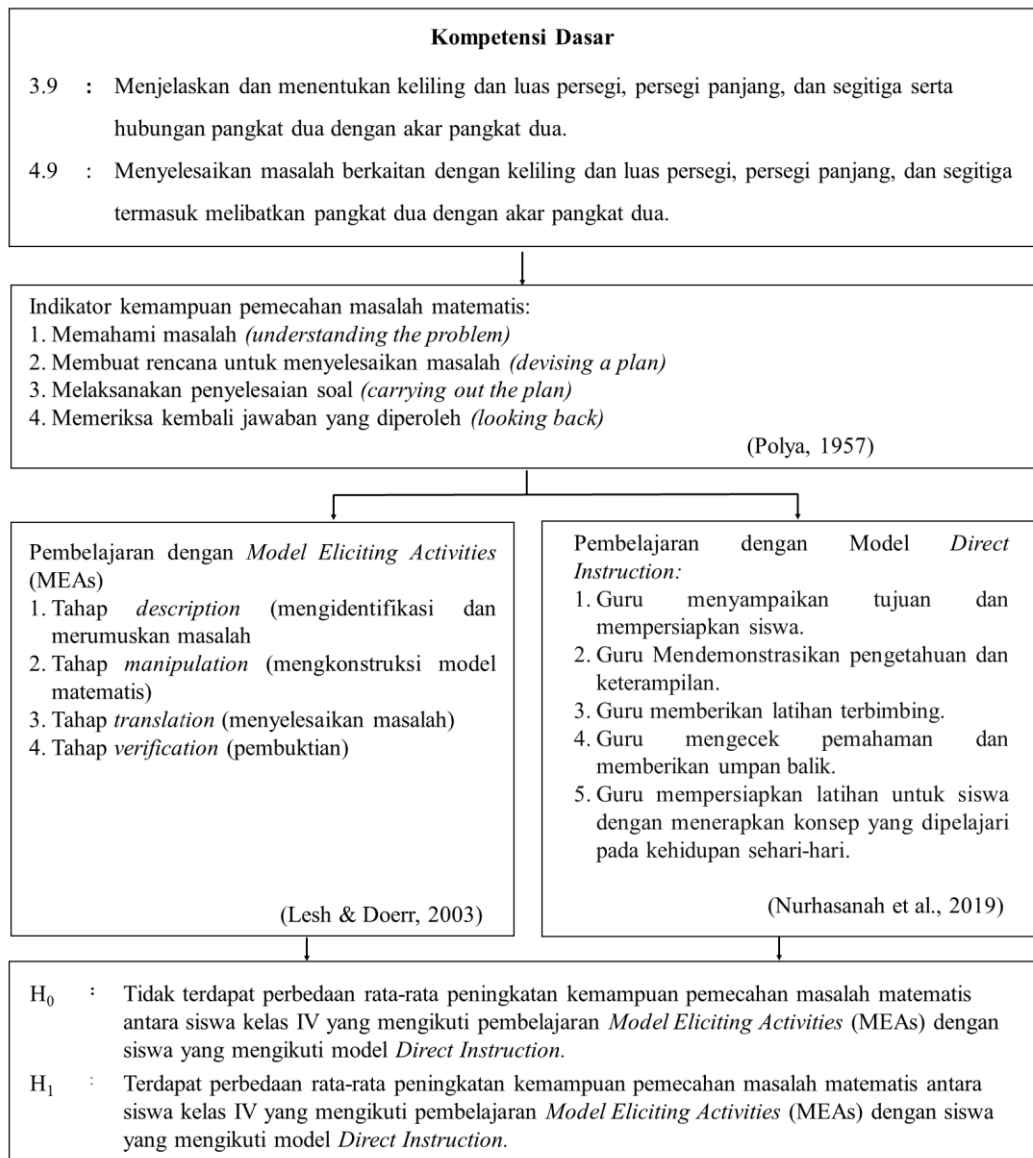 Kompetensi Dasar
3.9 : Menjelaskan dan menentukan keliling dan luas persegi, persegi panjang, dan segitiga serta
hubungan pangkat dua dengan akar pangkat dua.
4.9 : Menyelesaikan masalah berkaitan dengan keliling dan luas persegi, persegi panjang, dan segitiga
termasuk melibatkan pangkat dua dengan akar pangkat dua.
Indikator kemampuan pemecahan masalah matematis:
1. Memahami masalah (understanding the problem)
2. Membuat rencana untuk menyelesaikan masalah (devising a plan)
3. Melaksanakan penyelesaian soal (carrying out the plan)
4. Memeriksa kembali jawaban yang diperoleh (looking back)
(Polya, 1957)
Pembelajaran dengan Model Eliciting Activities
(MEAs)
1. Tahap description (mengidentifikasi dan
merumuskan masalah
2. Tahap manipulation (mengkonstruksi model
matematis)
3. Tahap translation (menyelesaikan masalah)
4. Tahap verification (pembuktian)
(Lesh & Doerr, 2003)
Pembelajaran dengan Model Direct
Instruction:
1. Guru menyampaikan tujuan dan
mempersiapkan siswa.
2. Guru Mendemonstrasikan pengetahuan dan
keterampilan.
3. Guru memberikan latihan terbimbing.
4. Guru mengecek pemahaman dan
memberikan umpan balik.
5. Guru mempersiapkan latihan untuk siswa
dengan menerapkan konsep yang dipelajari
pada kehidupan sehari-hari.
(Nurhasanah et al., 2019)
H₀ : Tidak terdapat perbedaan rata-rata peningkatan kemampuan pemecahan masalah matematis
antara siswa kelas IV yang mengikuti pembelajaran Model Eliciting Activities (MEAs) dengan
siswa yang mengikuti model Direct Instruction.
H₁ : Terdapat perbedaan rata-rata peningkatan kemampuan pemecahan masalah matematis antara
siswa kelas IV yang mengikuti pembelajaran Model Eliciting Activities (MEAs) dengan siswa
yang mengikuti model Direct Instruction.